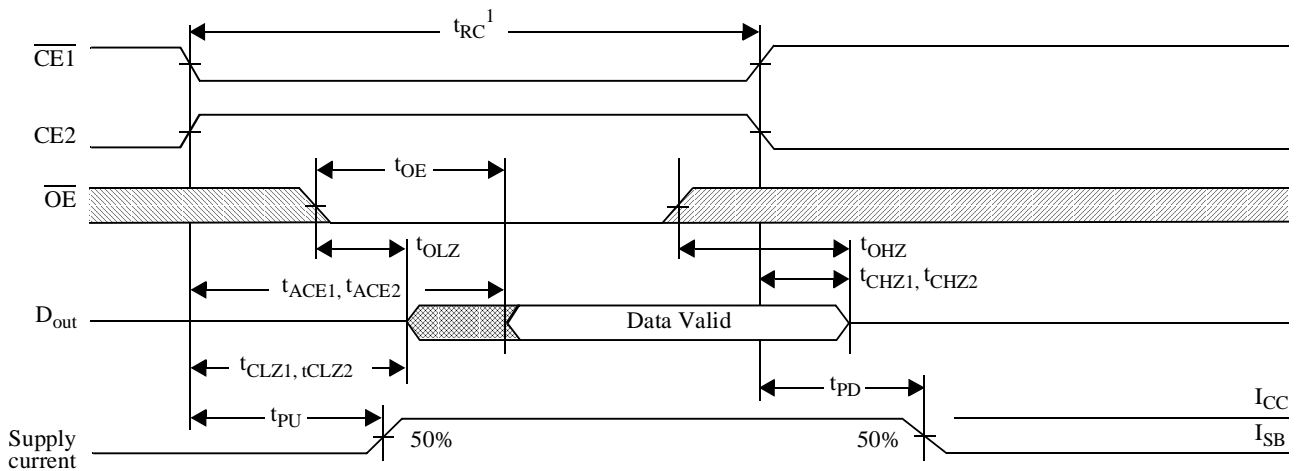 tRC1
CE1
CE2
tOE
OE
tOLZ
tOHZ
tACE1, tACE2
tCHZ1, tCHZ2
Dout
Data Valid
tCLZ1, tCLZ2
tPU
tPD
ICC
Supply
current
50%
50%
ISB